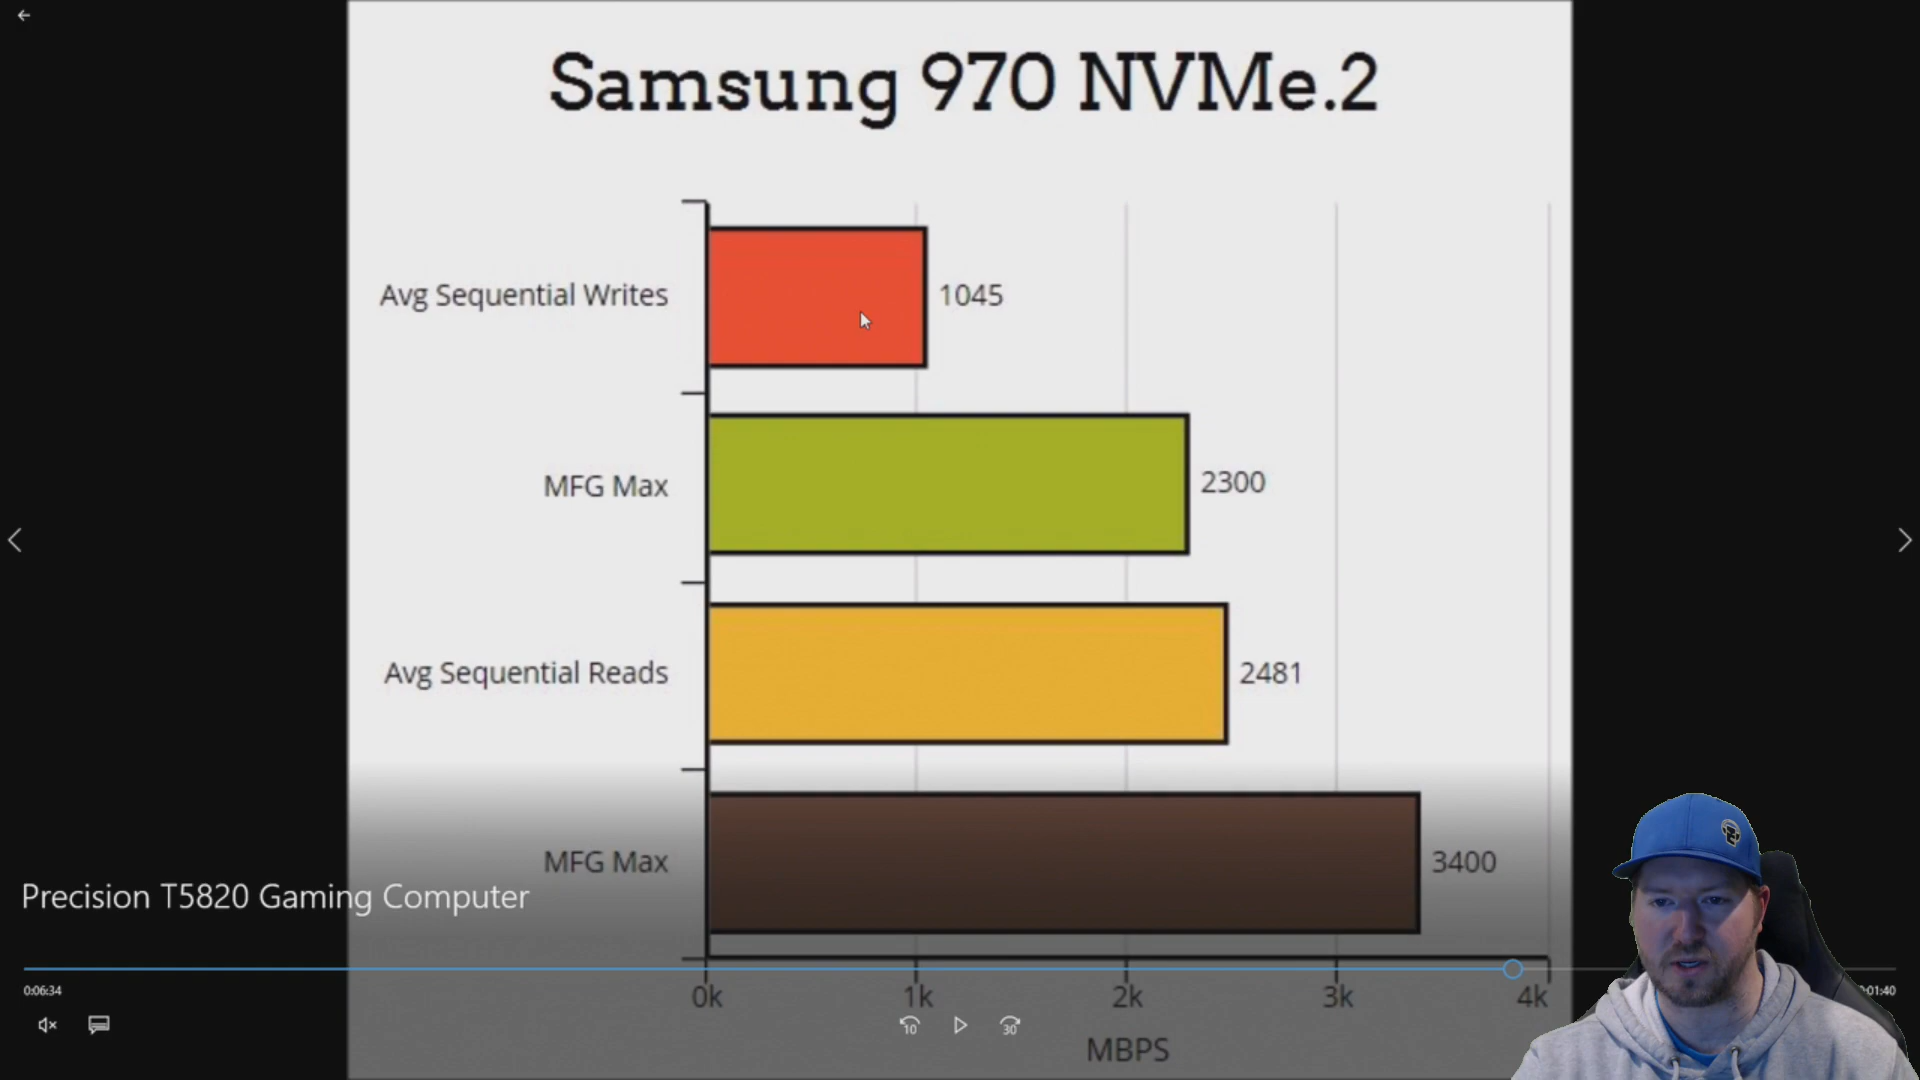 Samsung 970 NVMe.2
Avg Sequential Writes
1045
MFG Max
2300
Avg Sequential Reads
2481
MFG Max
3400
Precision T5820 Gaming Computer
0:06:34
0k
1k
2k
3k
4k
10
30
MBPS